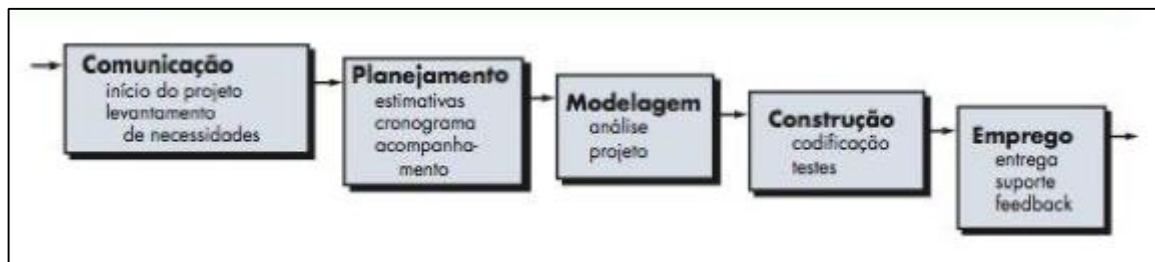 Comunicação
início do projeto
levantamento
de necessidades
Planejamento
estimativas
cronograma
acompanha-
mento
Modelagem
análise
projeto
Construção
codificação
testes
Emprego
entrega
suporte
feedback